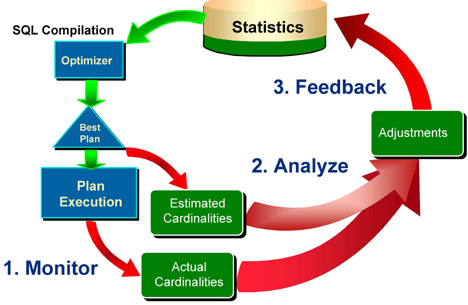 Statistics
SQL Compilation
Optimizer
3. Feedback
Best
Plan
Adjustments
2. Analyze
Plan
Execution
Estimated
Cardinalities
1. Monitor
Actual
Cardinalities